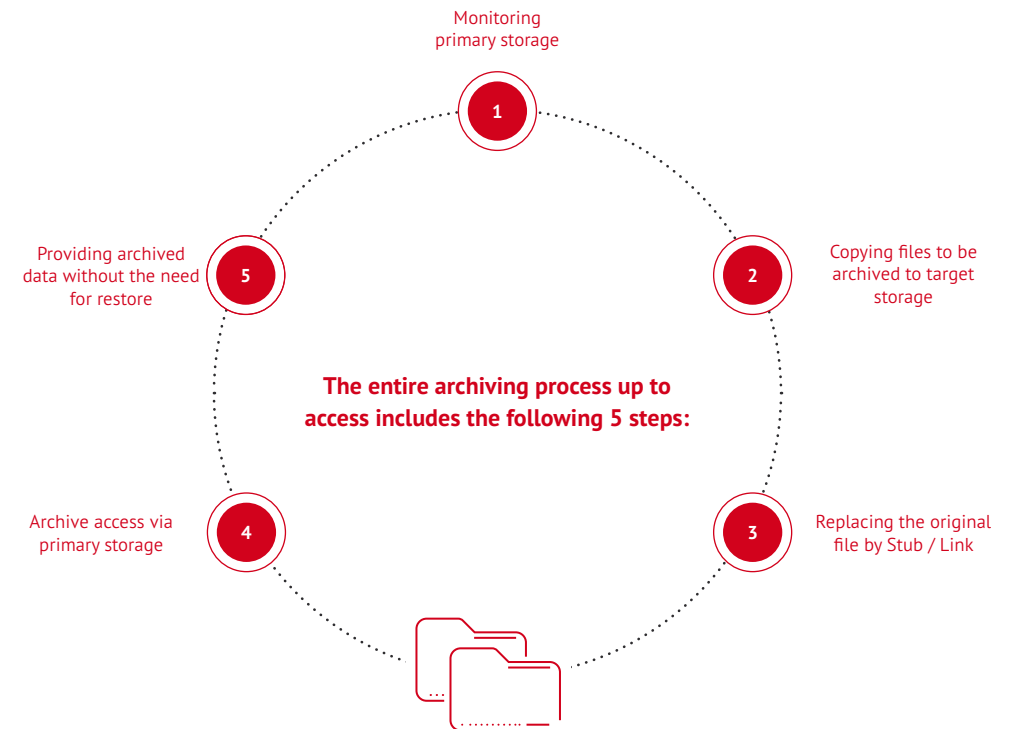 Monitoring
primary storage
1
Copying files to be
archived to target
storage
2
Providing archived
data without the need
for restore
5
The entire archiving process up to
access includes the following 5 steps:
Replacing the original
file by Stub / Link
3
Archive access via
primary storage
4